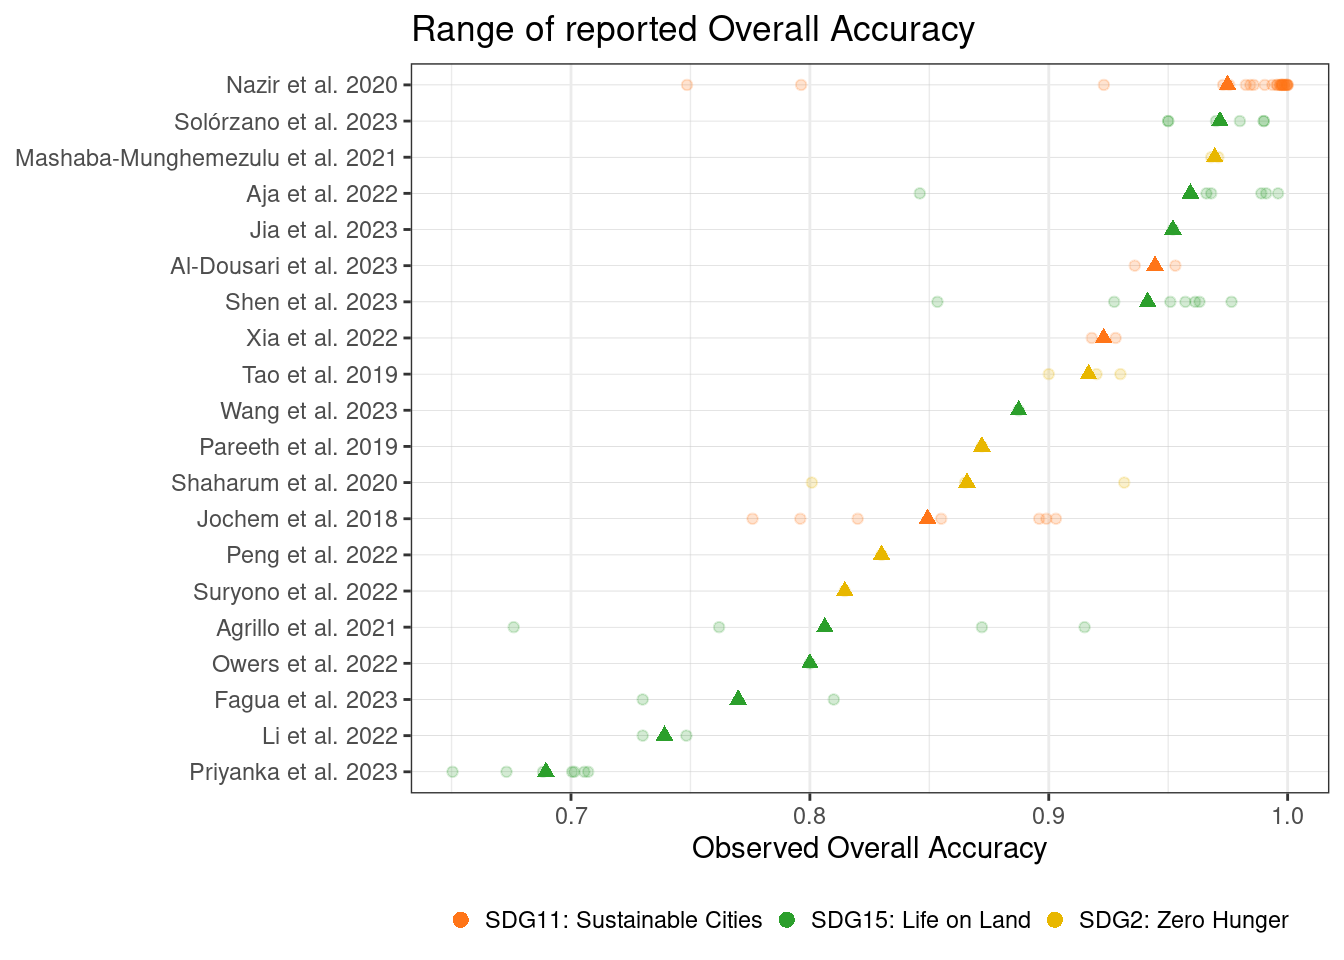 Range of reported Overall Accuracy
Nazir et al. 2020
Solórzano et al. 2023
Mashaba-Munghemezulu et al. 2021
Aja et al. 2022
Jia et al. 2023
Al-Dousari et al. 2023
Shen et al. 2023
Xia et al. 2022
Tao et al. 2019
Wang et al. 2023
Pareeth et al. 2019
Shaharum et al. 2020
Jochem et al. 2018
Peng et al. 2022
Suryono et al. 2022
Agrillo et al. 2021
Owers et al. 2022
Fagua et al. 2023
Li et al. 2022
Priyanka et al. 2023
0.7 0.8 0.9 1.0
Observed Overall Accuracy
SDG11: Sustainable Cities SDG15: Life on Land SDG2: Zero Hunger